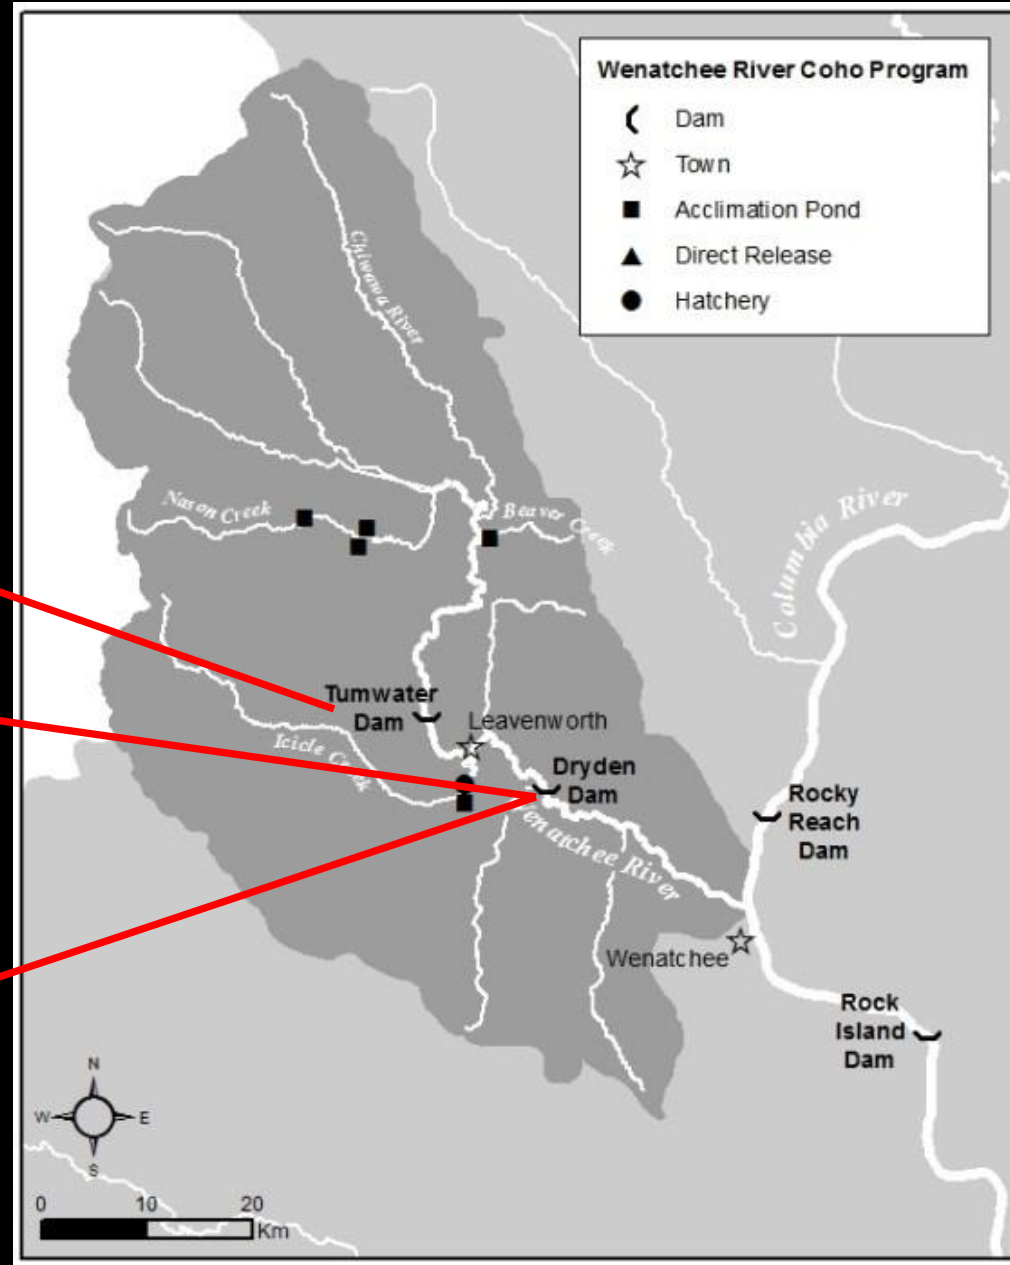 Wenatchee River Coho Program
Dam
Town
Acclimation Pond
Direct Release
Hatchery
Chiwawa River
Nason Creek
Beaver Creek
Columbia River
Tumwater
Dam
Leavenworth
Icicle Creek
Dryden
Dam
Wenatchee River
Rocky
Reach
Dam
Wenatchee
Rock
Island
Dam
N
W
E
S
0 10 20
Km